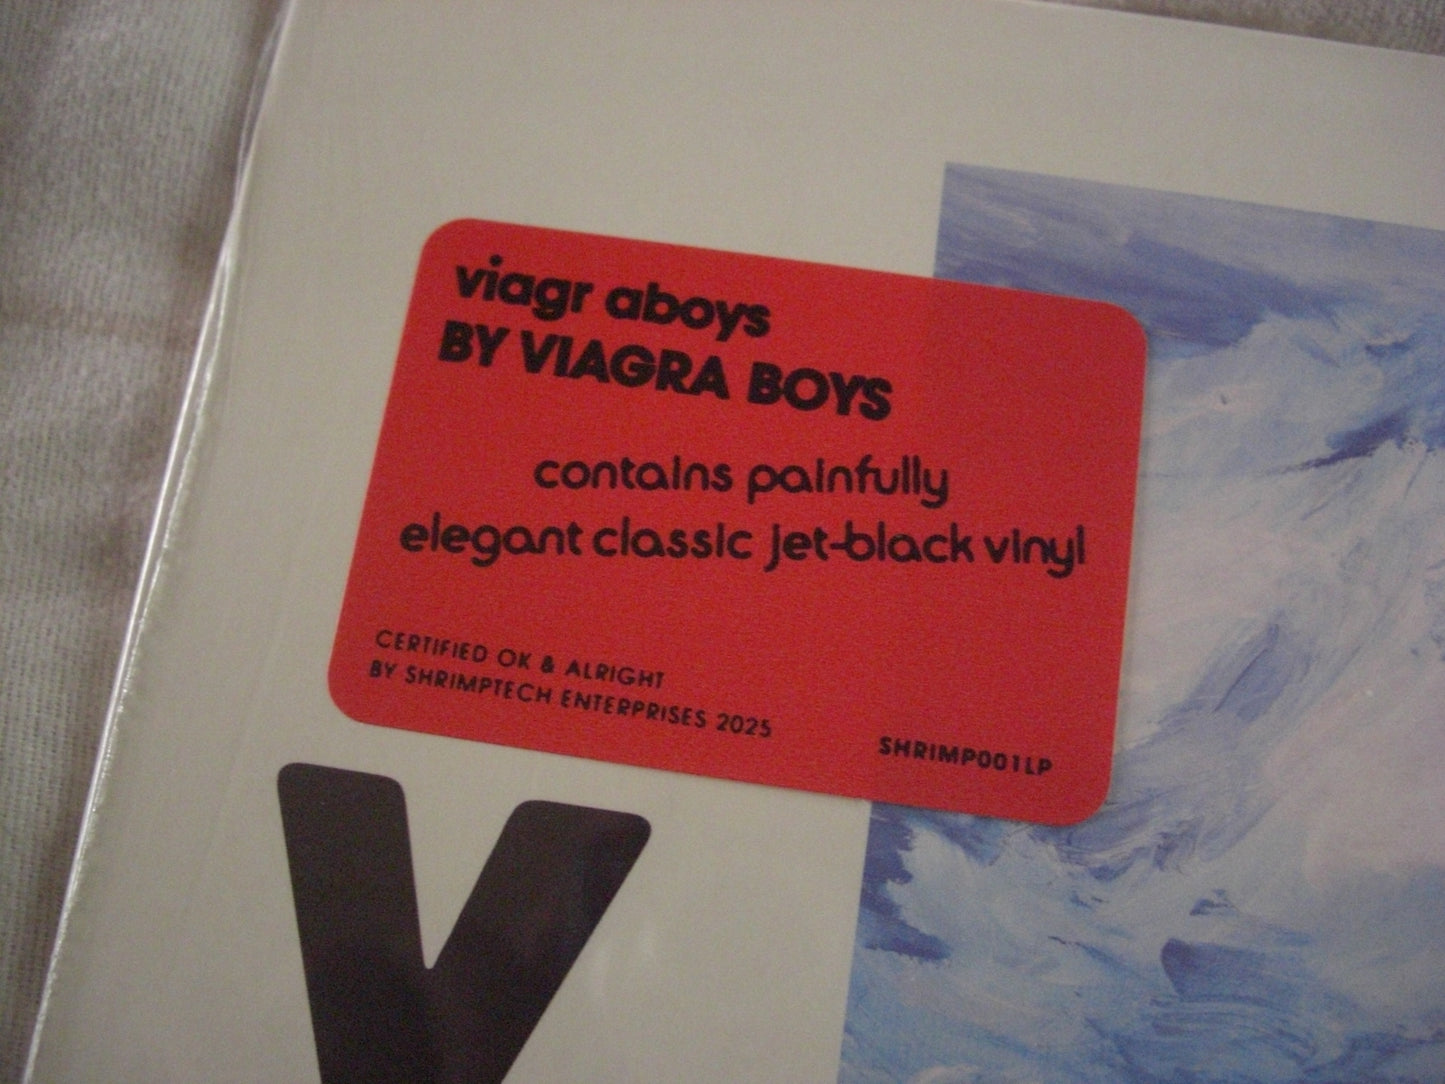 viagr aboys
BY VIAGRA BOYS
contains painfully
elegant classic jet-black vinyl
CERTIFIED OK & ALRIGHT
BY SHRIMPTECH ENTERPRISES 2025
SHRIMP001LP
V